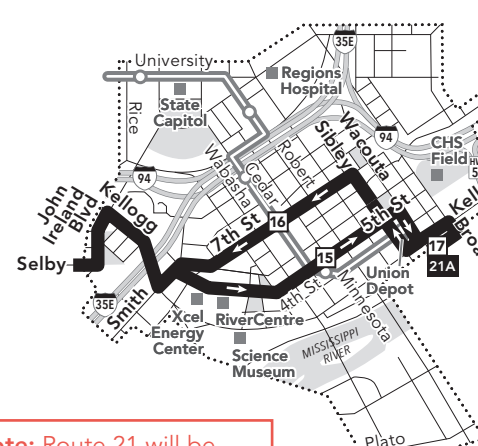 35E
University
Regions
Hospital
State
Capitol
Rice
Wabasha
Cedar
Robert
Sibley
Wacouta
94
CHS
Field
94
John
Ireland
Blvd
Kellogg
7th St
16
5th St
Selby
15
17
21A
Union
Depot
35E
Smith
4th St
Minnesota
Xcel
Energy
Center
RiverCentre
Science
Museum
MISSISSIPPI
RIVER
Plato
Route 21 will be